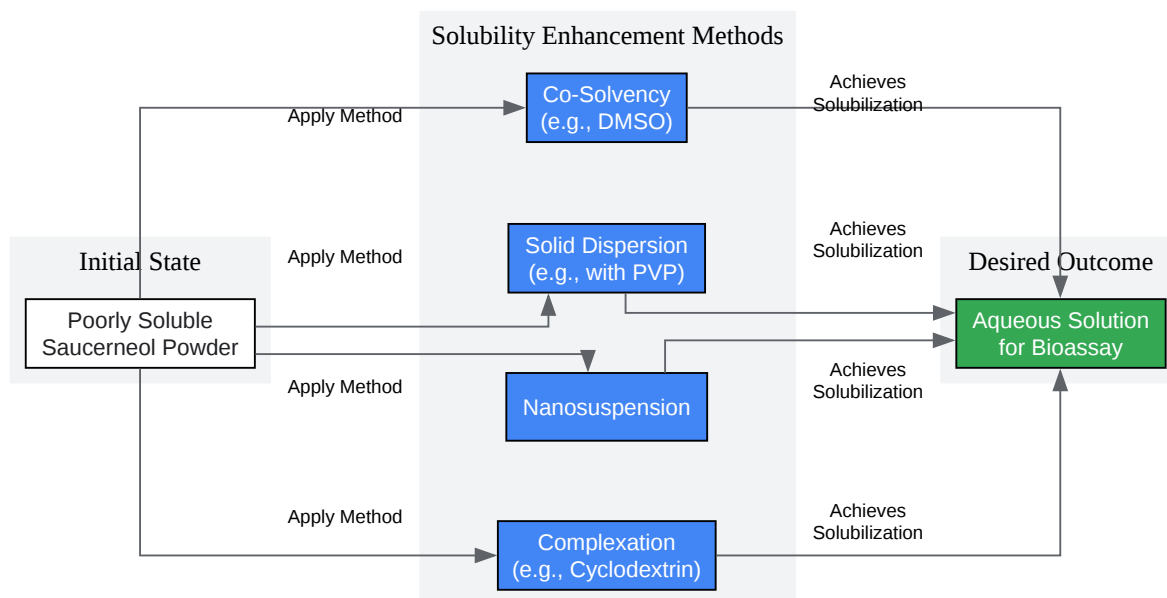 Solubility Enhancement Methods
Co-Solvency
(e.g., DMSO)
Apply Method
Achieves
Solubilization
Initial State
Poorly Soluble
Saucerneol Powder
Apply Method
Solid Dispersion
(e.g., with PVP)
Achieves
Solubilization
Desired Outcome
Aqueous Solution
for Bioassay
Apply Method
Nanosuspension
Achieves
Solubilization
Apply Method
Complexation
(e.g., Cyclodextrin)
Achieves
Solubilization